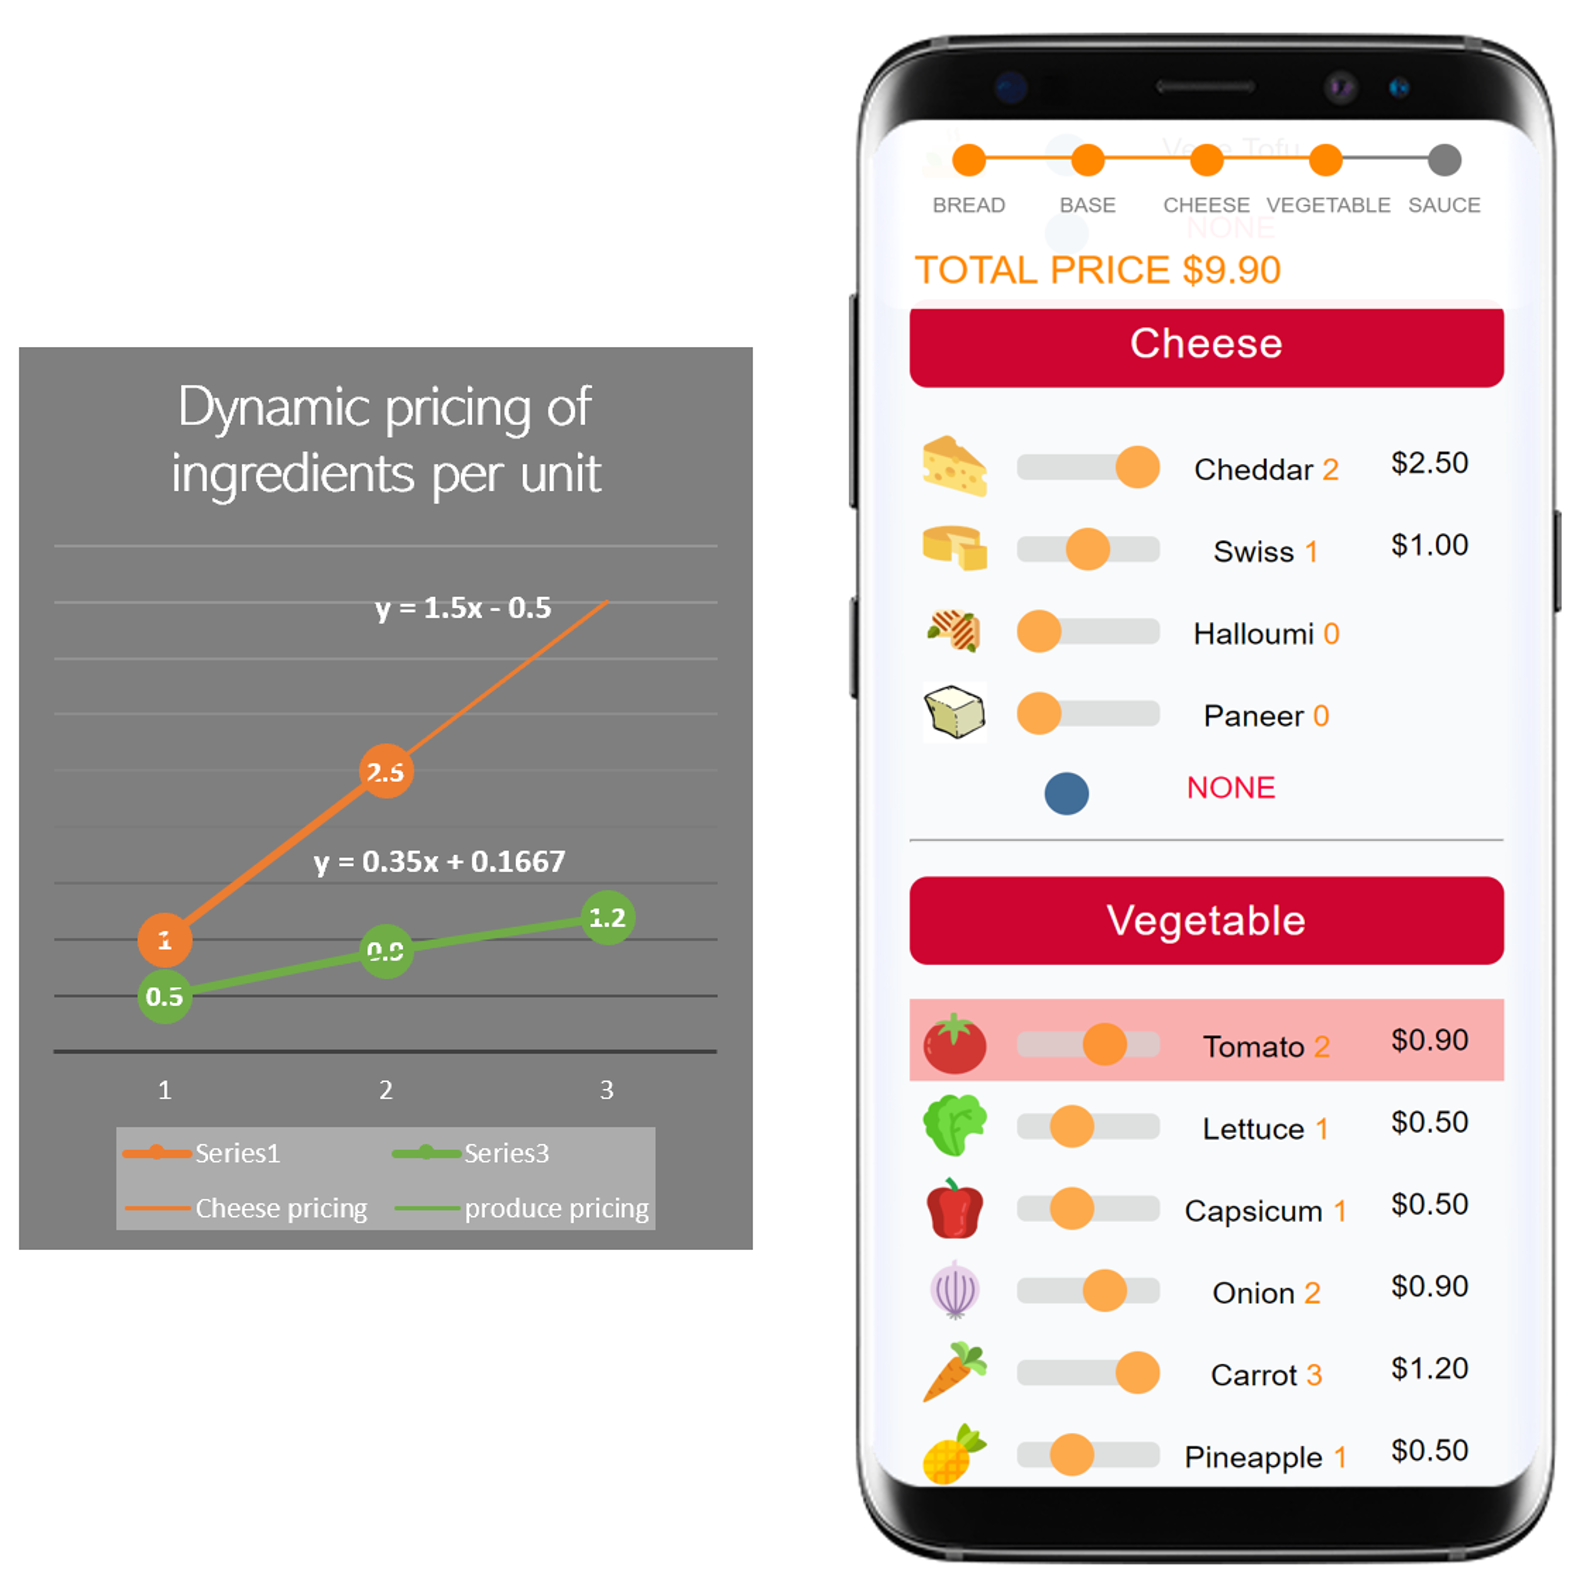 Dynamic pricing of
ingredients per unit
y = 1.5x - 0.5
2.5
y = 0.35x + 0.1667
1
0.5
0.9
1.2
1 2 3
Series1 Series3
Cheese pricing produce pricing
Vege Tofu
BREAD BASE CHEESE VEGETABLE SAUCE
NONE
TOTAL PRICE $9.90
Cheese
Cheddar 2 $2.50
Swiss 1 $1.00
Halloumi 0
Paneer 0
NONE
Vegetable
Tomato 2 $0.90
Lettuce 1 $0.50
Capsicum 1 $0.50
Onion 2 $0.90
Carrot 3 $1.20
Pineapple 1 $0.50